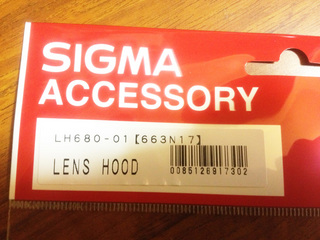 SIGMA
ACCESSORY
LH680-01【663N17】
LENS HOOD
0085126917302